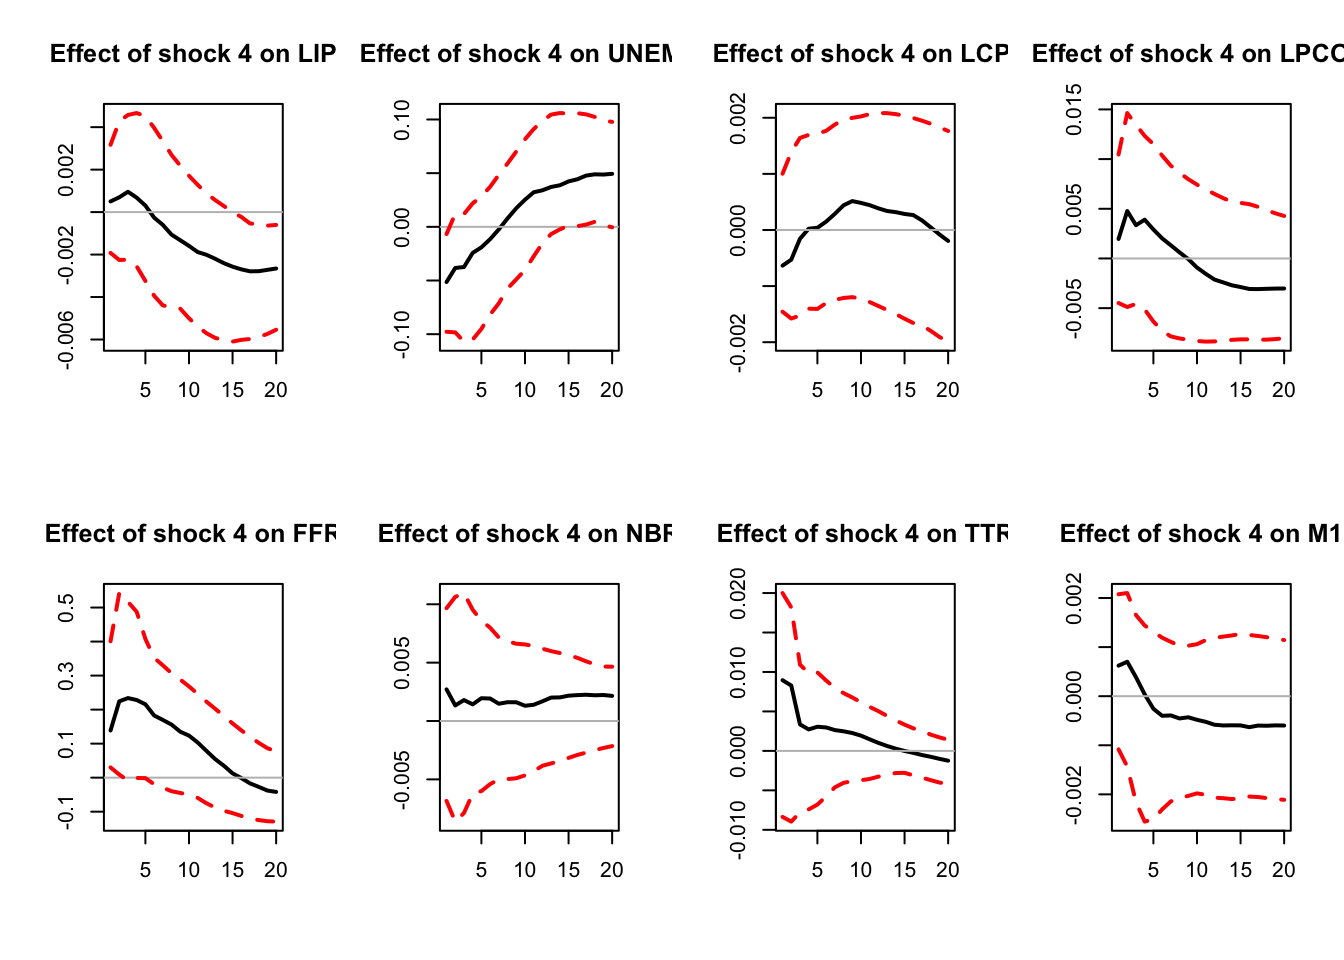 Effect of shock 4 on LIP
0.002
-0.002
-0.006
5 10 15 20
Effect of shock 4 on UNEM
0.10
0.00
-0.10
5 10 15 20
Effect of shock 4 on LCP
0.002
0.000
-0.002
5 10 15 20
Effect of shock 4 on LPCO
0.015
0.005
-0.005
5 10 15 20
Effect of shock 4 on FFR
0.5
0.3
0.1
-0.1
5 10 15 20
Effect of shock 4 on NBR
0.005
-0.005
5 10 15 20
Effect of shock 4 on TTR
0.020
0.010
0.000
-0.010
5 10 15 20
Effect of shock 4 on M1
0.002
0.000
-0.002
5 10 15 20